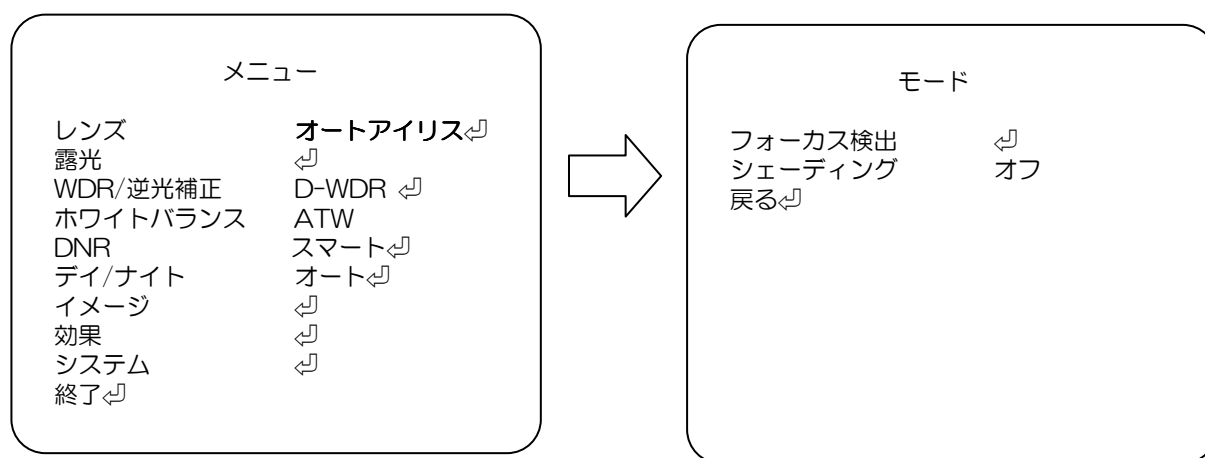 メニュー
レンズ オートアイリス⏎
露光 ⏎
WDR/逆光補正 D-WDR ⏎
ホワイトバランス ATW
DNR スマート⏎
デイ/ナイト オート⏎
イメージ ⏎
効果 ⏎
システム ⏎
終了⏎
モード
フォーカス検出 ⏎
シェーディング オフ
戻る⏎